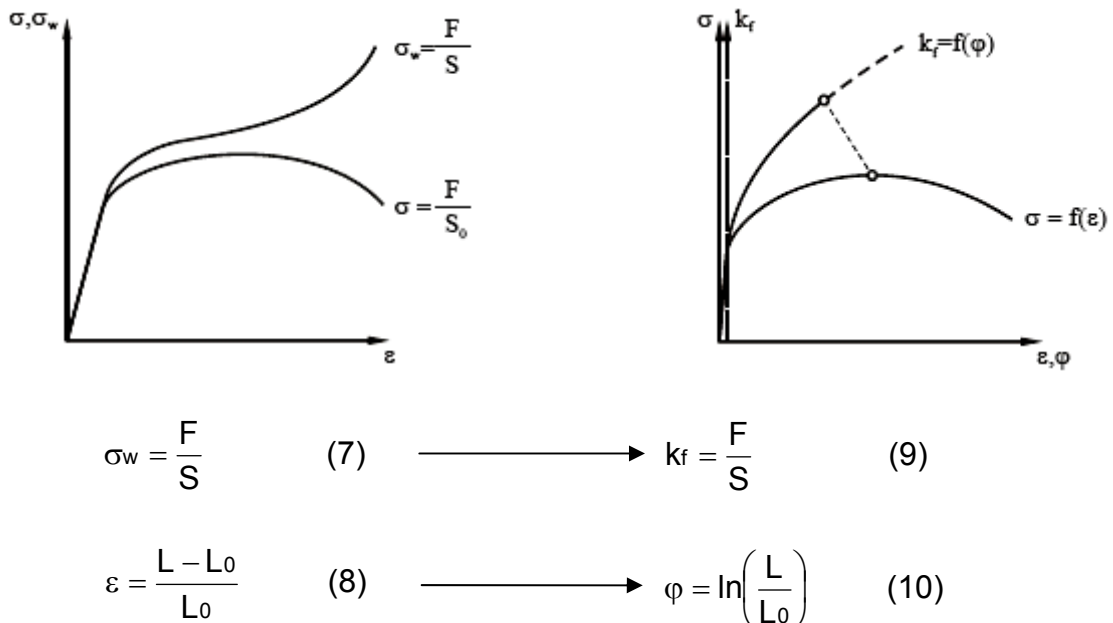 σ,σw
σw=F/S
σ=F/S0
ε
σ kf
kf=f(φ)
σ = f(ε)
ε,φ
σw = F/S (7) → kf = F/S (9)
ε = (L − L0)/L0 (8) → φ = ln(L/L0) (10)